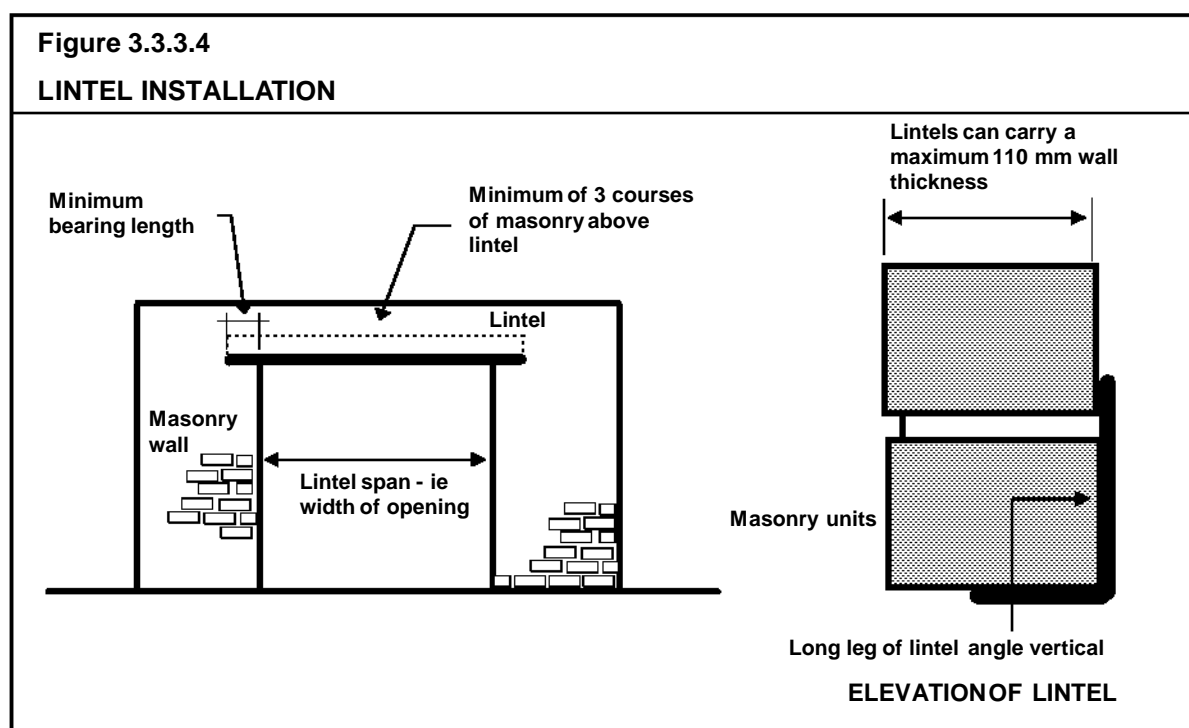 Figure 3.3.3.4
LINTEL INSTALLATION
Minimum
bearing length
Minimum of 3 courses
of masonry above
lintel
Lintel
Masonry
wall
Lintel span - ie
width of opening
Lintels can carry a
maximum 110 mm wall
thickness
Masonry units
Long leg of lintel angle vertical
ELEVATION OF LINTEL